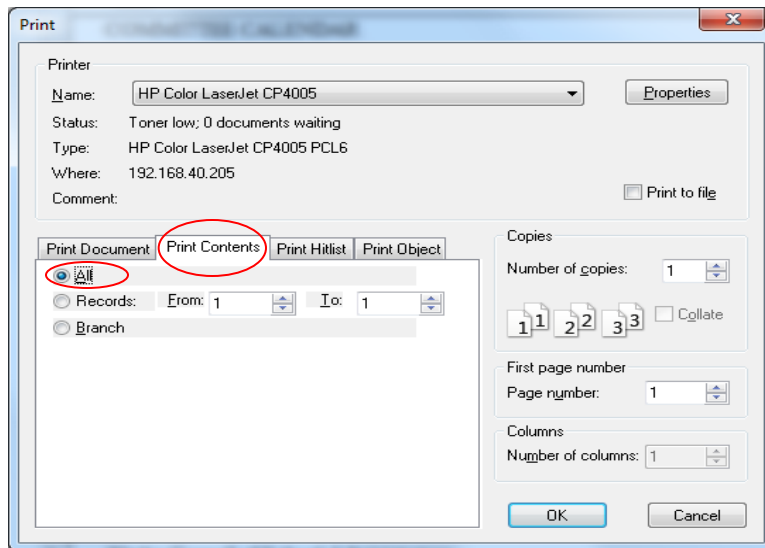 Print
Printer
Name: HP Color LaserJet CP4005 Properties
Status: Toner low; 0 documents waiting
Type: HP Color LaserJet CP4005 PCL6
Where: 192.168.40.205
Comment: Print to file
Print Document Print Contents Print Hitlist Print Object
All
Records: From: 1 To: 1
Branch
Copies
Number of copies: 1
1 1 2 2 3 3 Collate
First page number
Page number: 1
Columns
Number of columns: 1
OK Cancel